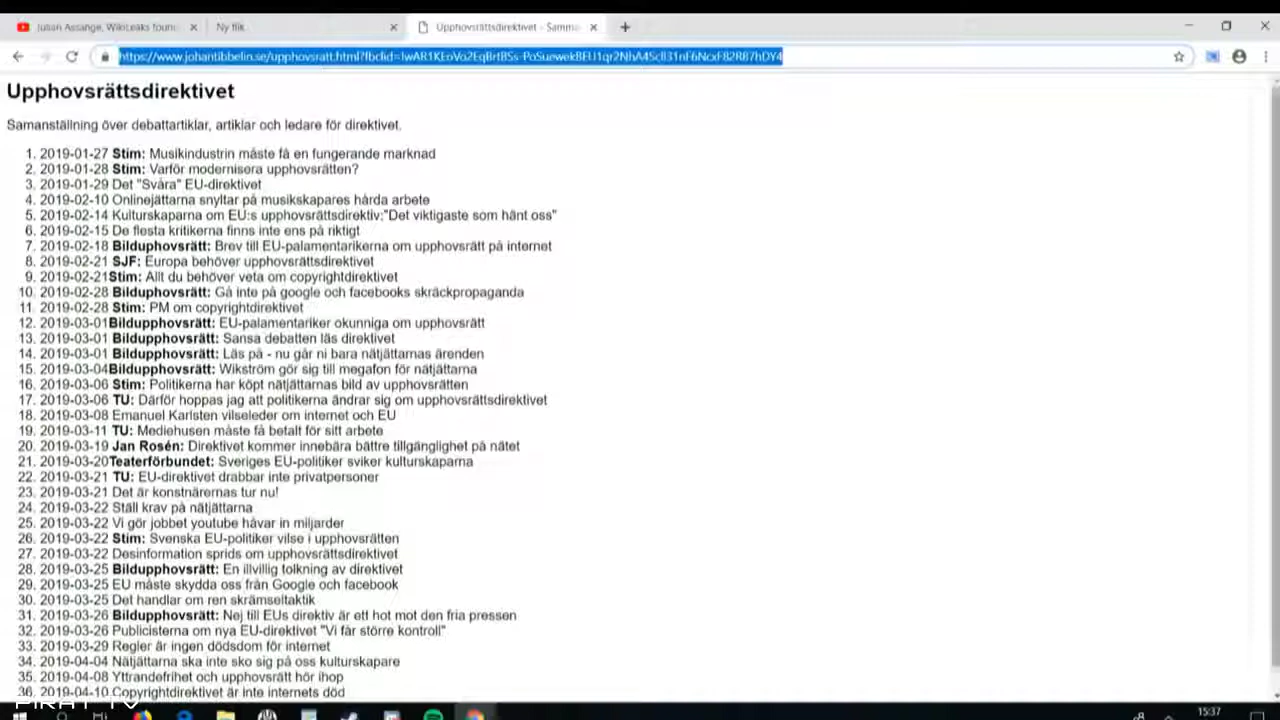 Julian Assange, WikiLeaks foun
Ny flik
Upphovsrättsdirektivet - Samma
Upphovsrättsdirektivet
Samanställning över debattartiklar, artiklar och ledare för direktivet.
1. 2019-01-27 Stim: Musikindustrin måste få en fungerande marknad
2. 2019-01-28 Stim: Varför modernisera upphovsrätten?
3. 2019-01-29 Det "Svåra" EU-direktivet
4. 2019-02-10 Onlinejättarna snyltar på musikskapares hårda arbete
5. 2019-02-14 Kulturskaparna om EU:s upphovsrättsdirektiv:"Det viktigaste som hänt oss"
6. 2019-02-15 De flesta kritikerna finns inte ens på riktigt
7. 2019-02-18 Bilduphovsrätt: Brev till EU-palamentarikerna om upphovsrätt på internet
8. 2019-02-21 SJF: Europa behöver upphovsrättsdirektivet
9. 2019-02-21Stim: Allt du behöver veta om copyrightdirektivet
10. 2019-02-28 Bilduphovsrätt: Gå inte på google och facebooks skräckpropaganda
11. 2019-02-28 Stim: PM om copyrightdirektivet
12. 2019-03-01Bildupphovsrätt: EU-palamentariker okunniga om upphovsrätt
13. 2019-03-01 Bildupphovsrätt: Sansa debatten läs direktivet
14. 2019-03-01 Bildupphovsrätt: Läs på - nu går ni bara nätjättarnas ärenden
15. 2019-03-04Bildupphovsrätt: Wikström gör sig till megafon för nätjättarna
16. 2019-03-06 Stim: Politikerna har köpt nätjättarnas bild av upphovsrätten
17. 2019-03-06 TU: Därför hoppas jag att politikerna ändrar sig om upphovsrättsdirektivet
18. 2019-03-08 Emanuel Karlsten vilseleder om internet och EU
19. 2019-03-11 TU: Mediehusen måste få betalt för sitt arbete
20. 2019-03-19 Jan Rosén: Direktivet kommer innebära bättre tillgänglighet på nätet
21. 2019-03-20Teaterförbundet: Sveriges EU-politiker sviker kulturskaparna
22. 2019-03-21 TU: EU-direktivet drabbar inte privatpersoner
23. 2019-03-21 Det är konstnärernas tur nu!
24. 2019-03-22 Ställ krav på nätjättarna
25. 2019-03-22 Vi gör jobbet youtube håvar in miljarder
26. 2019-03-22 Stim: Svenska EU-politiker vilse i upphovsrätten
27. 2019-03-22 Desinformation sprids om upphovsrättsdirektivet
28. 2019-03-25 Bildupphovsrätt: En illvillig tolkning av direktivet
29. 2019-03-25 EU måste skydda oss från Google och facebook
30. 2019-03-25 Det handlar om ren skrämseltaktik
31. 2019-03-26 Bildupphovsrätt: Nej till EUs direktiv är ett hot mot den fria pressen
32. 2019-03-26 Publicisterna om nya EU-direktivet "Vi får större kontroll"
33. 2019-03-29 Regler är ingen dödsdom för internet
34. 2019-04-04 Nätjättarna ska inte sko sig på oss kulturskapare
35. 2019-04-08 Yttrandefrihet och upphovsrätt hör ihop
36. 2019-04-10 Copyrightdirektivet är inte internets död
PIRAT TV
15:37